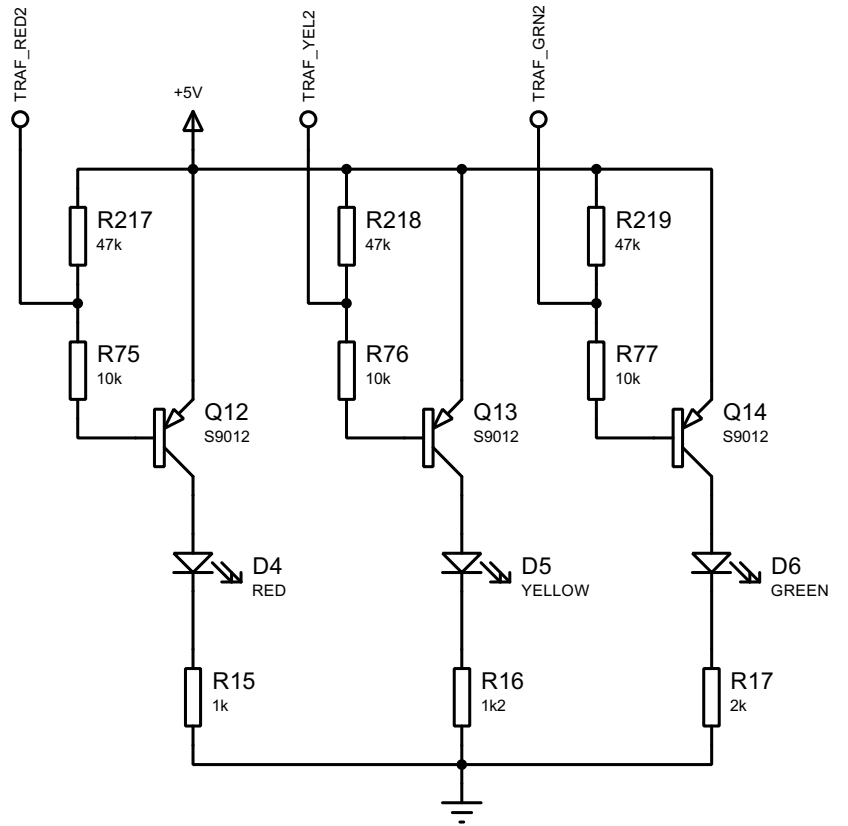 TRAF_RED2
TRAF_YEL2
TRAF_GRN2
+5V
R217
47k
R218
47k
R219
47k
R75
10k
R76
10k
R77
10k
Q12
S9012
Q13
S9012
Q14
S9012
D4
RED
D5
YELLOW
D6
GREEN
R15
1k
R16
1k2
R17
2k